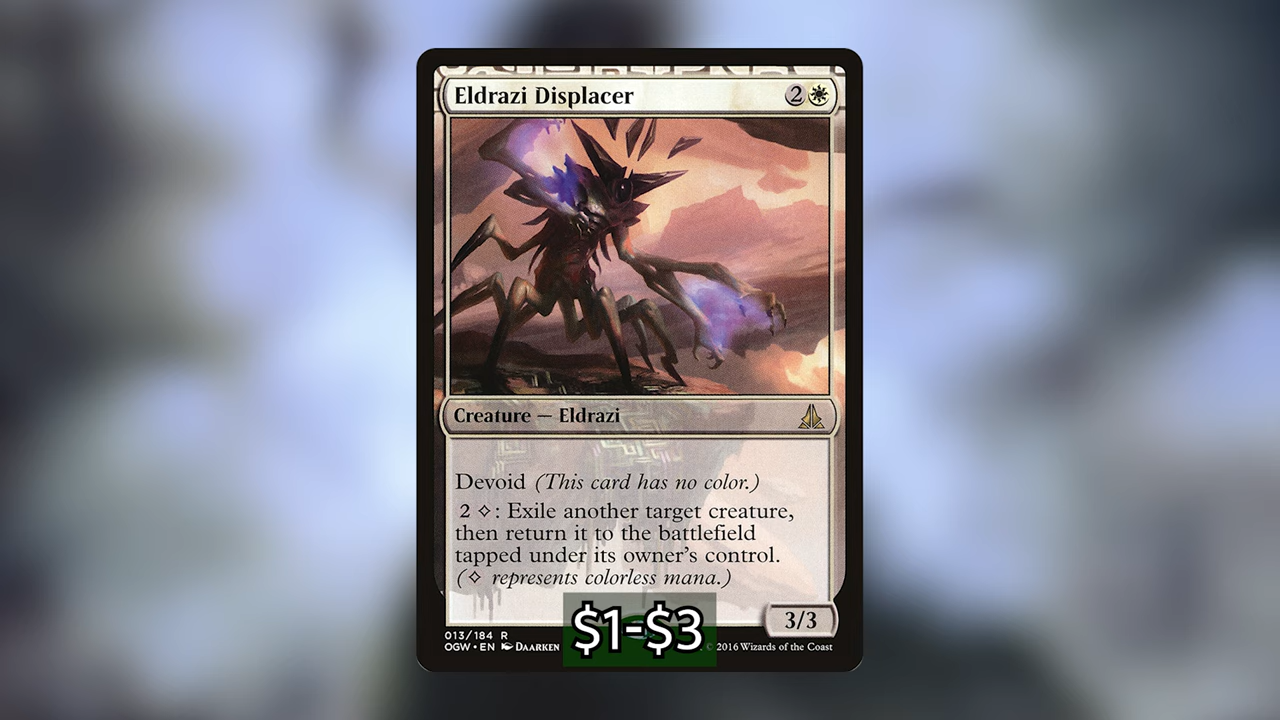 Eldrazi Displacer 2
Creature — Eldrazi
Devoid (This card has no color.)
2 ◇: Exile another target creature,
then return it to the battlefield
tapped under its owner's control.
(◇ represents colorless mana.)
3/3
$1-$3
013/184 R
OGW • EN DAARKEN
© 2016 Wizards of the Coast